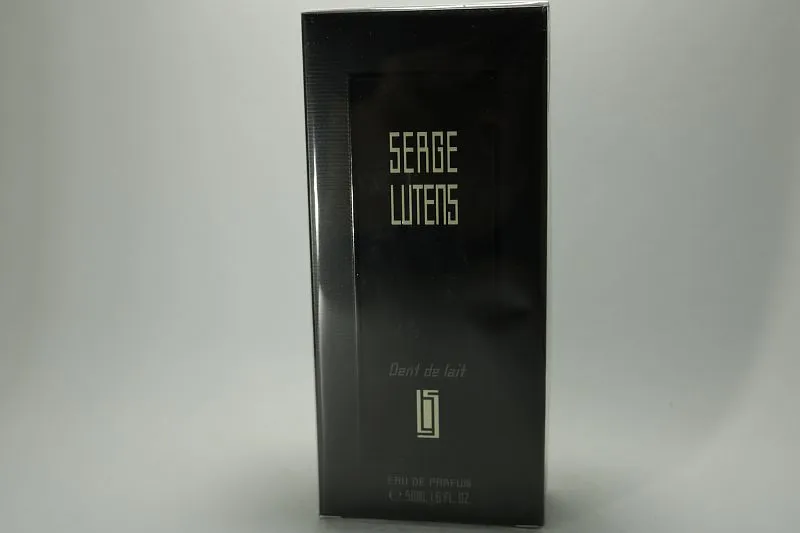 SERGE
LUTENS
Dent de lait
EAU DE PARFUM
50ML 1.6 FL. OZ.